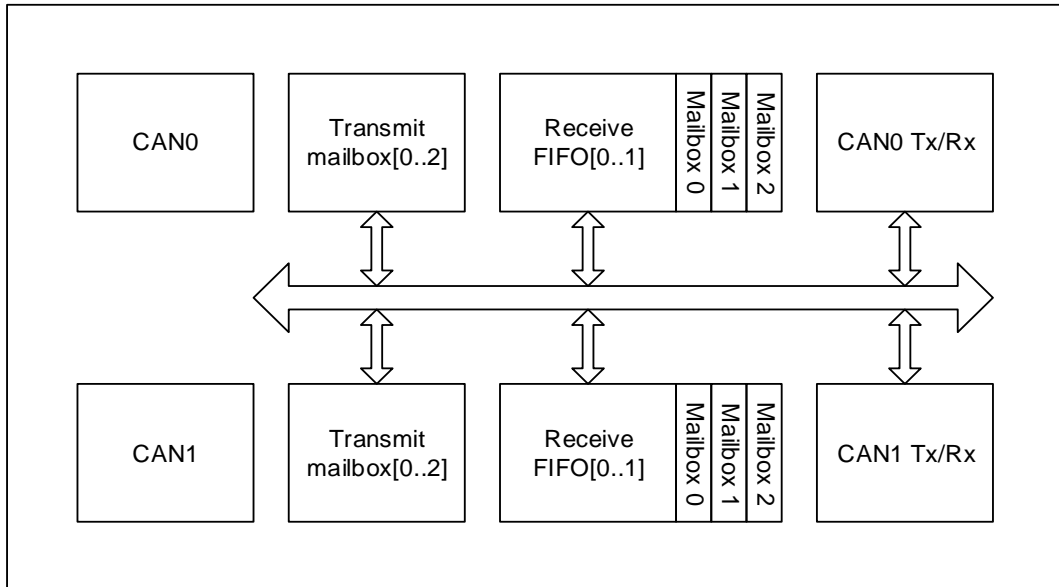 CAN0
Transmit
mailbox[0..2]
Receive
FIFO[0..1]
Mailbox 0
Mailbox 1
Mailbox 2
CAN0 Tx/Rx
CAN1
Transmit
mailbox[0..2]
Receive
FIFO[0..1]
Mailbox 0
Mailbox 1
Mailbox 2
CAN1 Tx/Rx